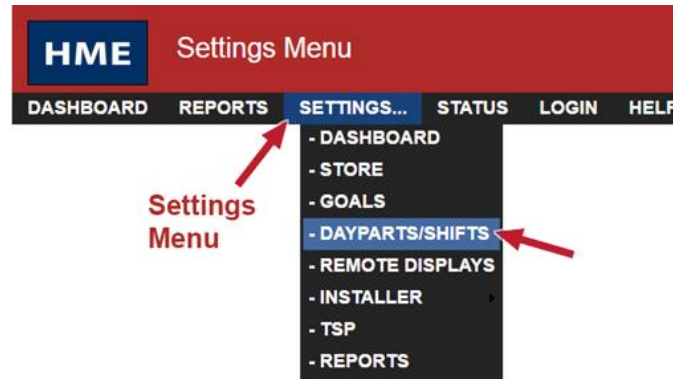 HME Settings Menu
DASHBOARD REPORTS SETTINGS... STATUS LOGIN HELP
- DASHBOARD
- STORE
Settings
- GOALS
Menu
- DAYPARTS/SHIFTS
- REMOTE DISPLAYS
- INSTALLER
- TSP
- REPORTS